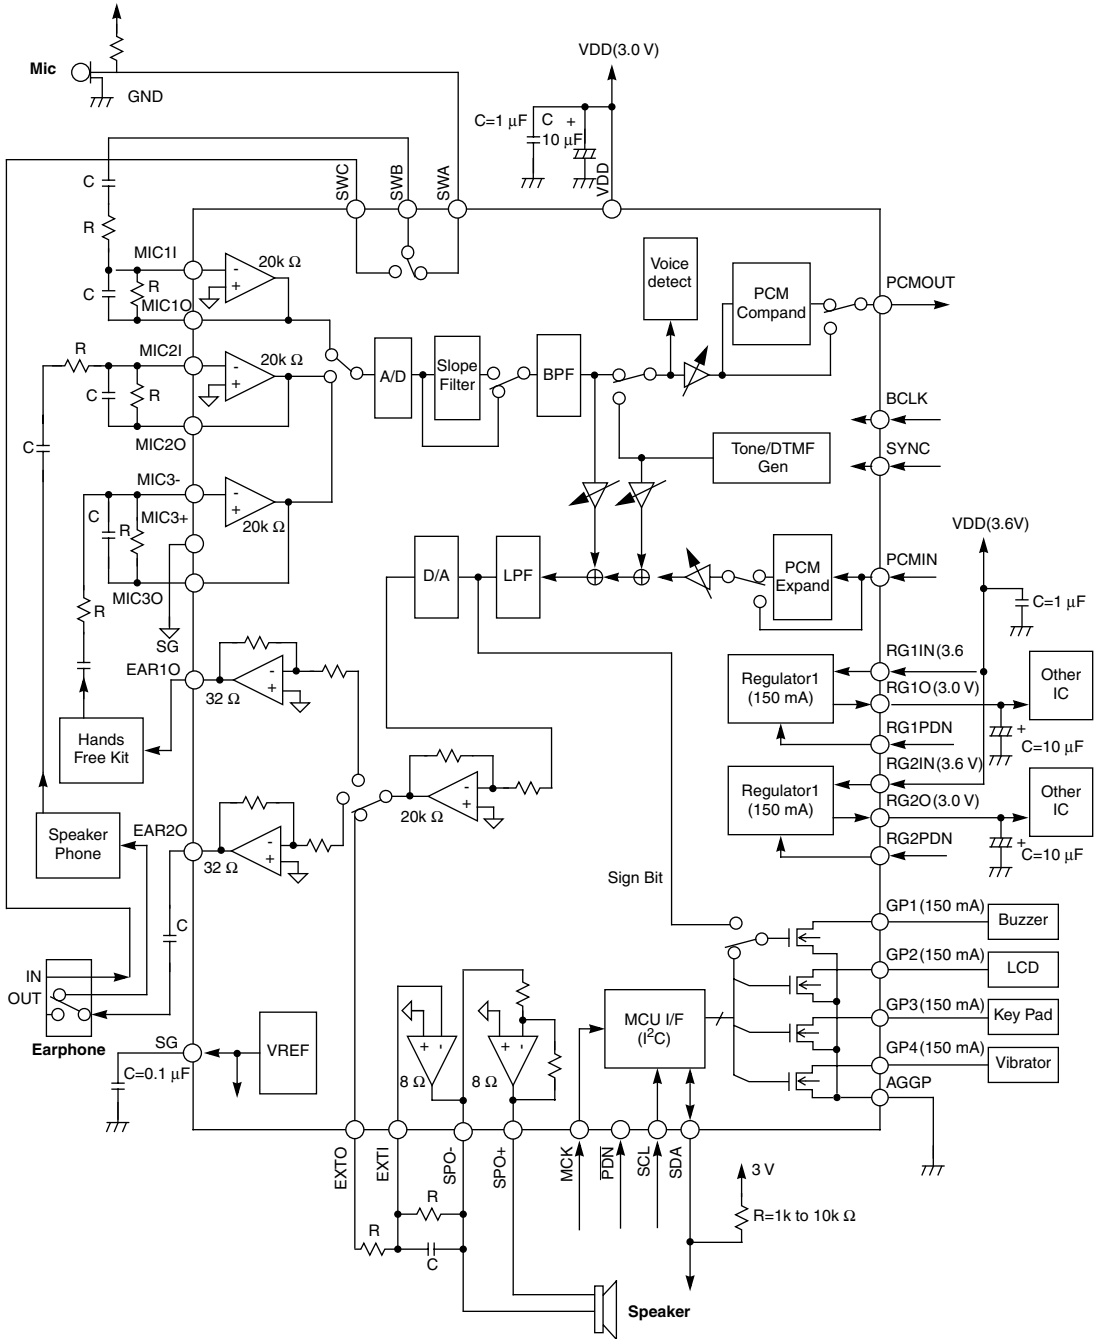 VDD(3.0 V)
Mic
GND
C=1 μF
C
+
10 μF
SWC
SWB
SWA
VDD
C
R
MIC1I
20k Ω
-
+
C
R
MIC1O
Voice
detect
PCM
Compand
PCMOUT
R
MIC2I
20k Ω
-
+
C
R
MIC2O
A/D
Slope
Filter
BPF
BCLK
SYNC
C
Tone/DTMF
Gen
MIC3-
-
+
C
R
MIC3+
20k Ω
MIC3O
R
SG
VDD(3.6V)
C=1 μF
D/A
LPF
PCM
Expand
PCMIN
EAR1O
-
+
32 Ω
Hands
Free Kit
RG1IN(3.6
Regulator1
(150 mA)
RG1O(3.0 V)
Other
IC
+
C=10 μF
RG1PDN
RG2IN(3.6 V)
Regulator1
(150 mA)
RG2O(3.0 V)
Other
IC
+
C=10 μF
RG2PDN
-
+
20k Ω
Speaker
Phone
EAR2O
-
+
32 Ω
C
Sign Bit
GP1(150 mA)
Buzzer
GP2(150 mA)
LCD
GP3(150 mA)
Key Pad
GP4(150 mA)
Vibrator
AGGP
IN
OUT
Earphone
SG
C=0.1 μF
VREF
+ -
8 Ω
+ -
8 Ω
MCU I/F
(I²C)
EXTO
EXTI
SPO-
SPO+
MCK
PDN
SCL
SDA
3 V
R=1k to 10k Ω
R
R
C
Speaker